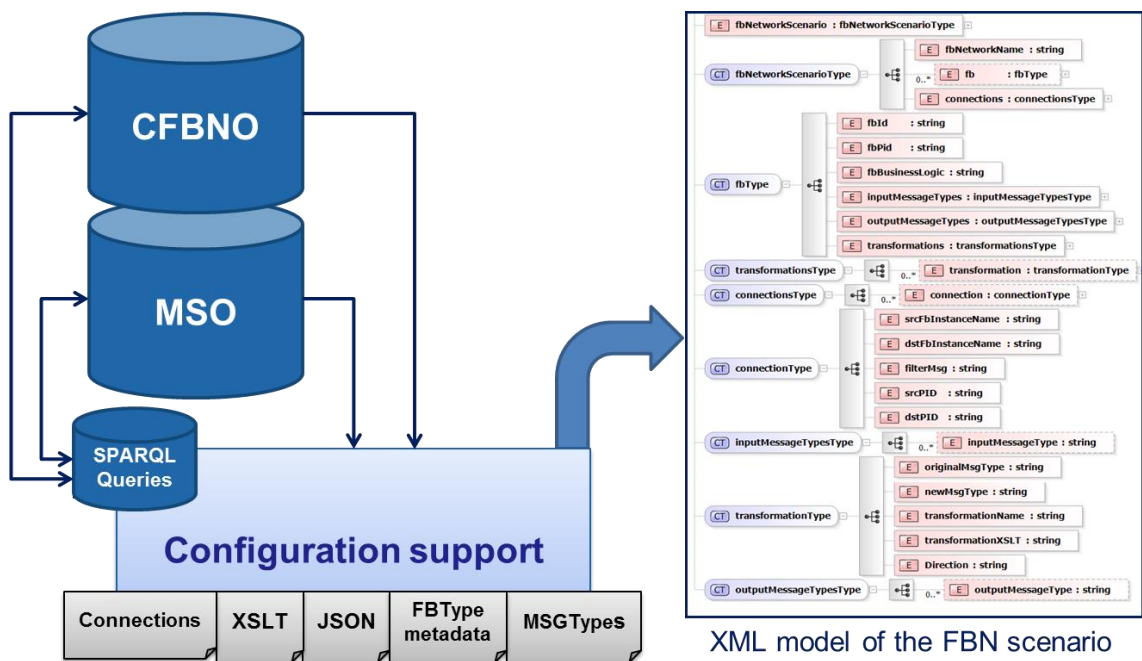 CFBNO
MSO
SPARQL
Queries
Configuration support
Connections
XSLT
JSON
FBType
metadata
MSGTypes
E fbNetworkScenario : fbNetworkScenarioType
CT fbNetworkScenarioType
E fbNetworkName : string
0..* E fb : fbType
E connections : connectionsType
CT fbType
E fbId : string
E fbPid : string
E fbBusinessLogic : string
E inputMessageTypes : inputMessageTypesType
E outputMessageTypes : outputMessageTypesType
E transformations : transformationsType
CT transformationsType 0..* E transformation : transformationType
CT connectionsType 0..* E connection : connectionType
CT connectionType
E srcFbInstanceName : string
E dstFbInstanceName : string
E filterMsg : string
E srcPID : string
E dstPID : string
CT inputMessageTypesType 0..* E inputMessageType : string
CT transformationType
E originalMsgType : string
E newMsgType : string
E transformationName : string
E transformationXSLT : string
E Direction : string
CT outputMessageTypesType 0..* E outputMessageType : string
XML model of the FBN scenario